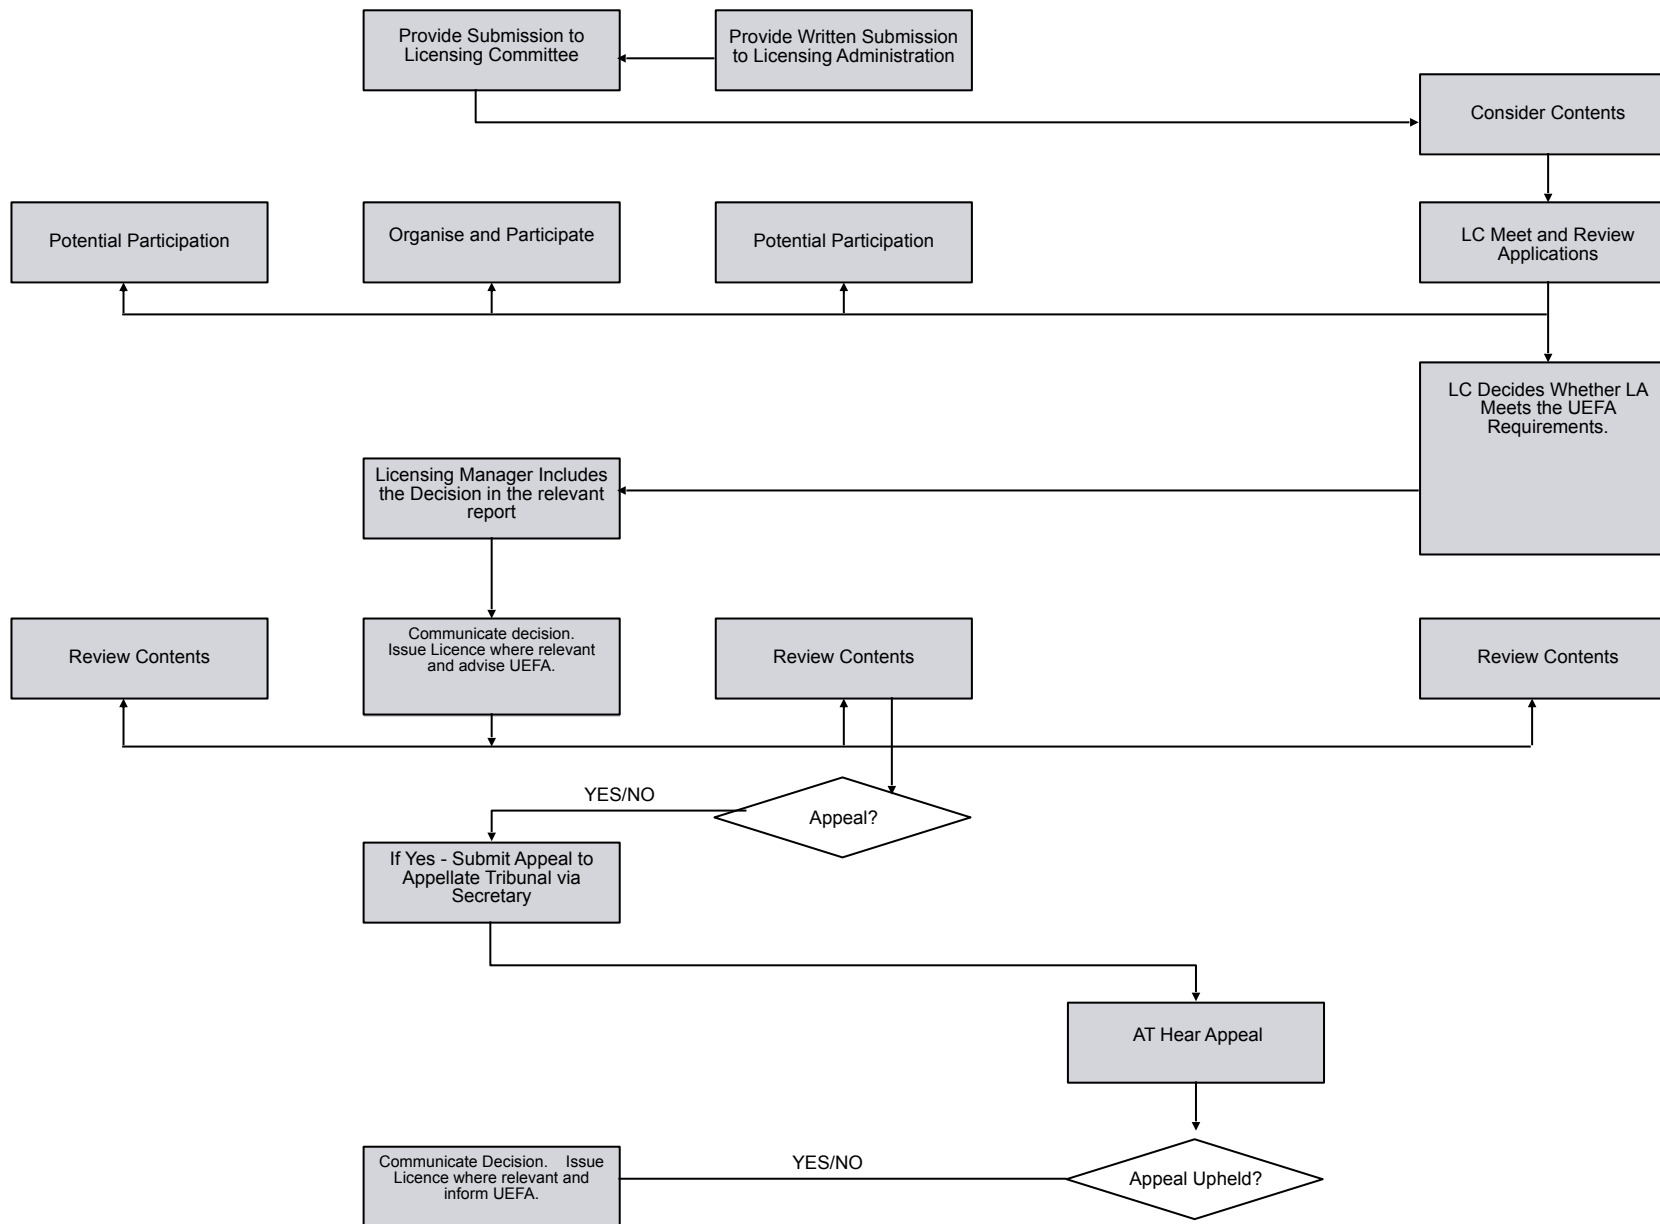 Provide Submission to
Licensing Committee
Provide Written Submission
to Licensing Administration
Consider Contents
Potential Participation
Organise and Participate
Potential Participation
LC Meet and Review
Applications
LC Decides Whether LA
Meets the UEFA
Requirements.
Licensing Manager Includes
the Decision in the relevant
report
Review Contents
Communicate decision.
Issue Licence where relevant
and advise UEFA.
Review Contents
Review Contents
YES/NO
Appeal?
If Yes - Submit Appeal to
Appellate Tribunal via
Secretary
AT Hear Appeal
Communicate Decision. Issue
Licence where relevant and
inform UEFA.
YES/NO
Appeal Upheld?